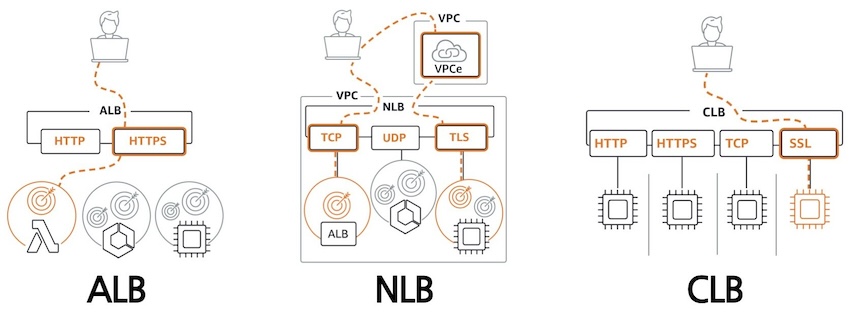 ALB
HTTP
HTTPS
ALB
VPC
VPCe
VPC
NLB
TCP
UDP
TLS
ALB
NLB
CLB
HTTP
HTTPS
TCP
SSL
CLB